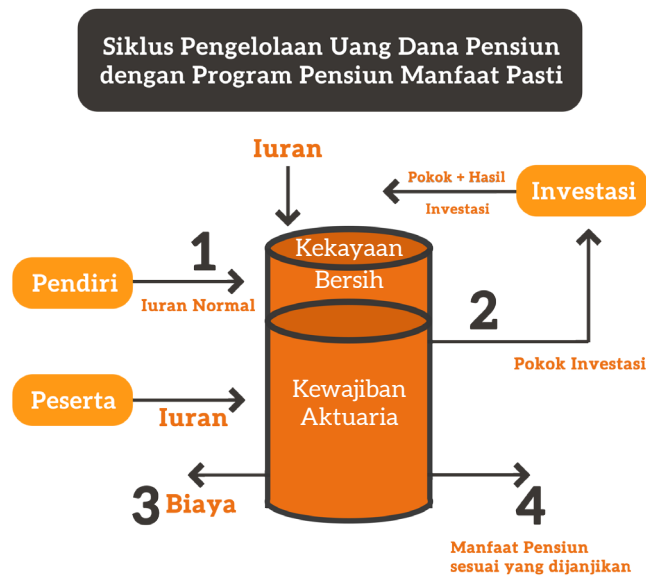 Siklus Pengelolaan Uang Dana Pensiun
dengan Program Pensiun Manfaat Pasti
Iuran
Pokok + Hasil
Investasi
Investasi
Kekayaan
Bersih
1
Pendiri
Iuran Normal
2
Pokok Investasi
Kewajiban
Aktuaria
Peserta
Iuran
3 Biaya
4
Manfaat Pensiun
sesuai yang dijanjikan